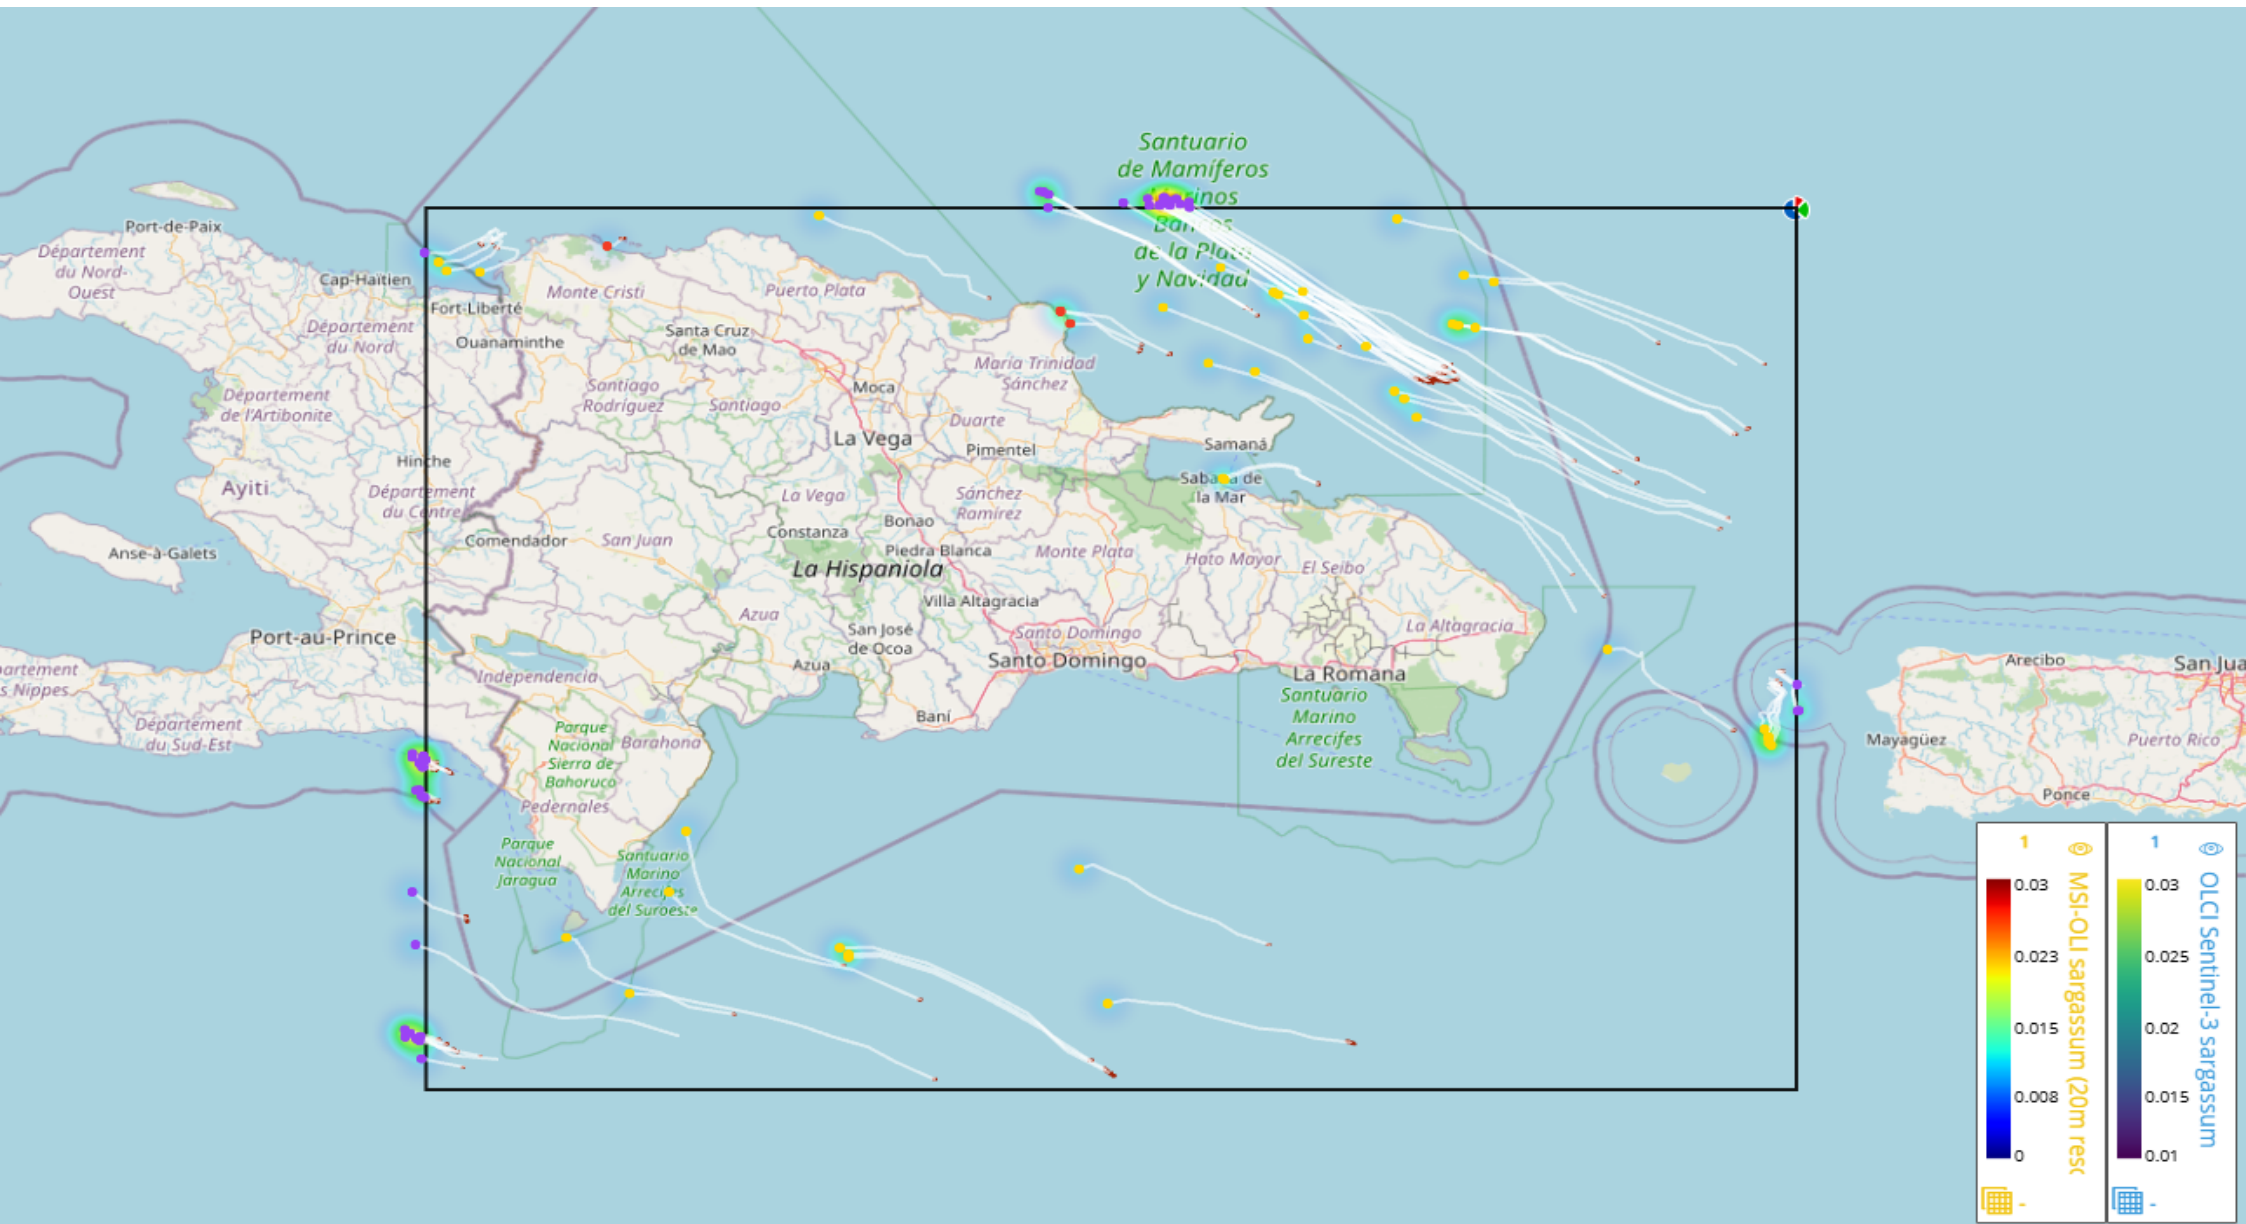 Santuario
de Mamíferos
Marinos
Bancos
de la Plata
y Navidad
Port-de-Paix
Département
du Nord-
Ouest
Cap-Haïtien
Fort-Liberté
Monte Cristi
Puerto Plata
Département
du Nord
Ouanaminthe
Santa Cruz
de Mao
María Trinidad
Sánchez
Santiago
Rodríguez
Moca
Santiago
Département
de l'Artibonite
Duarte
La Vega
Pimentel
Samaná
Hinche
Ayiti
Département
du Centre
La Vega
Sánchez
Ramírez
Sabana de
la Mar
Bonao
Constanza
Comendador
San Juan
Anse-à-Galets
Piedra Blanca
Monte Plata
Hato Mayor
El Seibo
La Hispaniola
Villa Altagracia
Azua
San José
de Ocoa
Santo Domingo
La Altagracia
Port-au-Prince
Santo Domingo
La Romana
Azua
Independencia
Arecibo
San Jua
partement
s Nippes
Département
du Sud-Est
Baní
Santuario
Marino
Arrecifes
del Sureste
Parque
Nacional
Sierra de
Bahoruco
Barahona
Mayagüez
Puerto Rico
Pedernales
Ponce
Parque
Nacional
Jaragua
Santuario
Marino
Arrecifes
del Suroeste
1
0.03
0.023
0.015
0.008
0
MSI-OLI sargassum (20m resc
-
1
0.03
0.025
0.02
0.015
0.01
OLCI Sentinel-3 sargassum
-